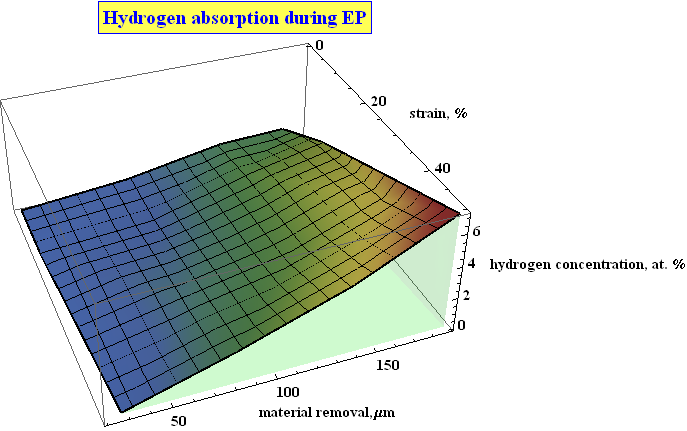 Hydrogen absorption during EP
0
20
strain, %
40
6
hydrogen concentration, at. %
4
2
0
150
100
material removal,μm
50